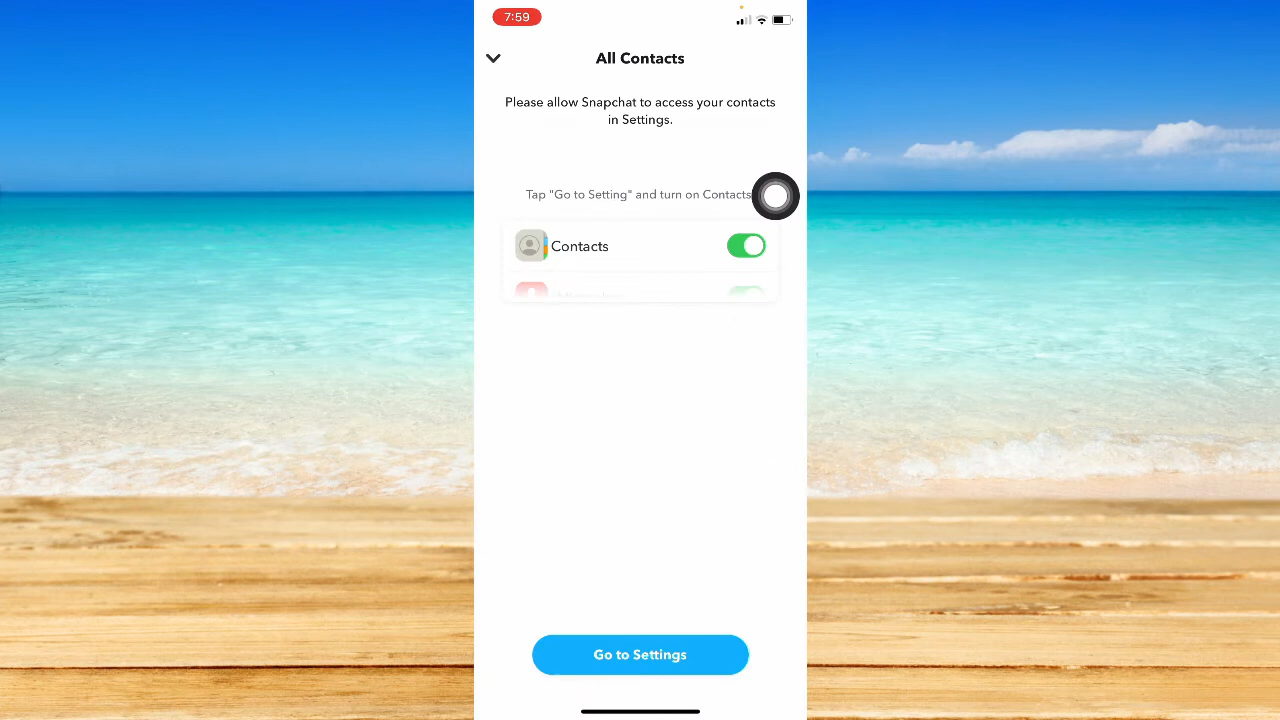 7:59
All Contacts
Please allow Snapchat to access your contacts
in Settings.
Tap "Go to Setting" and turn on Contacts
Contacts
Go to Settings